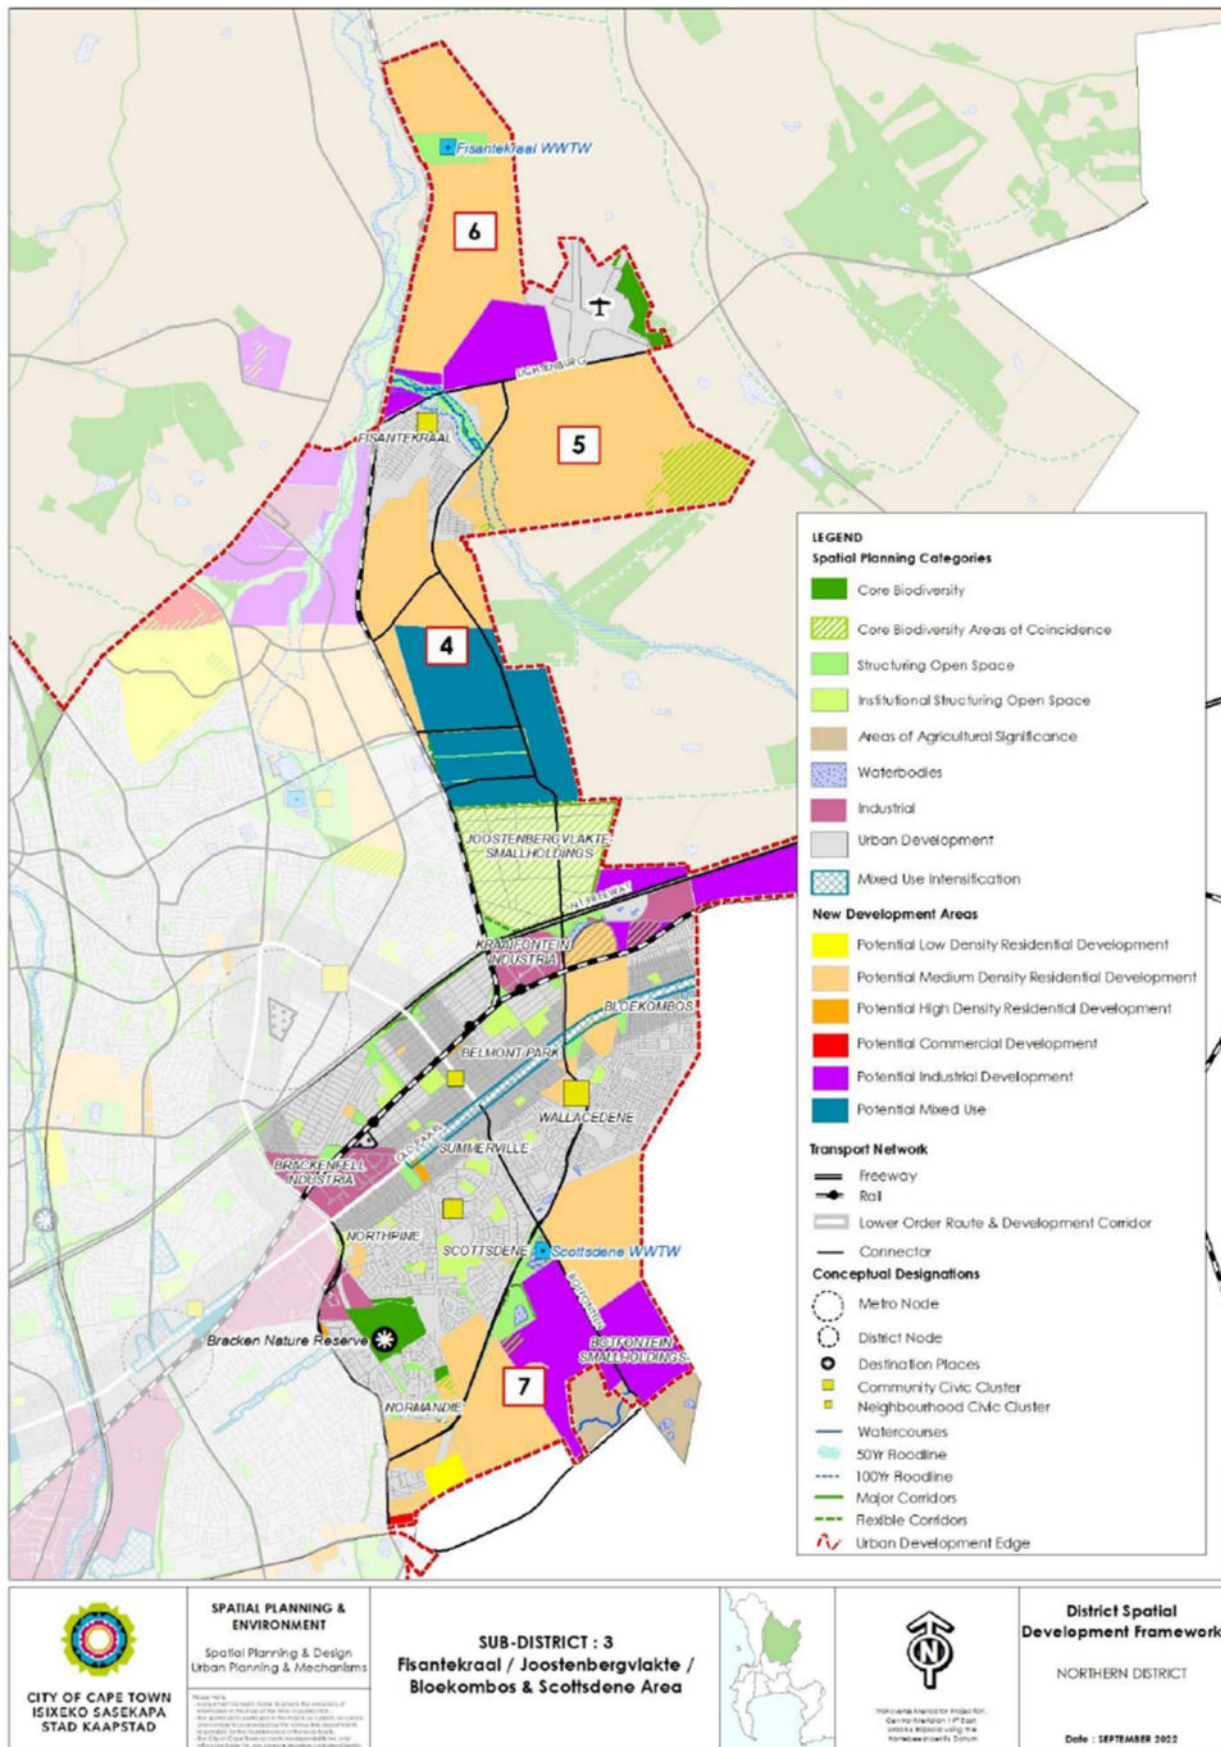 Fisantekraal WWTW
6
LICHTENBURG
FISANTEKRAAL
5
4
JOOSTENBERGVLAKTE
SMALLHOLDINGS
N1 FREEWAY
KRAAIFONTEIN
INDUSTRIA
BLOEKOMBOS
BELMONT PARK
WALLACEDENE
OLD PAARL
SUMMERVILLE
BRACKENFELL
INDUSTRIA
NORTHPINE
SCOTTSDENE
Scottsdene WWTW
BOTFONTEIN
Bracken Nature Reserve
BOTFONTEIN
SMALLHOLDINGS
7
NORMANDIE
LEGEND
Spatial Planning Categories
Core Biodiversity
Core Biodiversity Areas of Coincidence
Structuring Open Space
Institutional Structuring Open Space
Areas of Agricultural Significance
Waterbodies
Industrial
Urban Development
Mixed Use Intensification
New Development Areas
Potential Low Density Residential Development
Potential Medium Density Residential Development
Potential High Density Residential Development
Potential Commercial Development
Potential Industrial Development
Potential Mixed Use
Transport Network
Freeway
Rail
Lower Order Route & Development Corridor
Connector
Conceptual Designations
Metro Node
District Node
Destination Places
Community Civic Cluster
Neighbourhood Civic Cluster
Watercourses
50Yr Floodline
100Yr Floodline
Major Corridors
Flexible Corridors
Urban Development Edge
CITY OF CAPE TOWN
ISIXEKO SASEKAPA
STAD KAAPSTAD
SPATIAL PLANNING &
ENVIRONMENT
Spatial Planning & Design
Urban Planning & Mechanisms
Please Note:
SUB-DISTRICT : 3
Fisantekraal / Joostenbergvlakte /
Bloekombos & Scottsdene Area
N
District Spatial
Development Framework
NORTHERN DISTRICT
Date : SEPTEMBER 2022